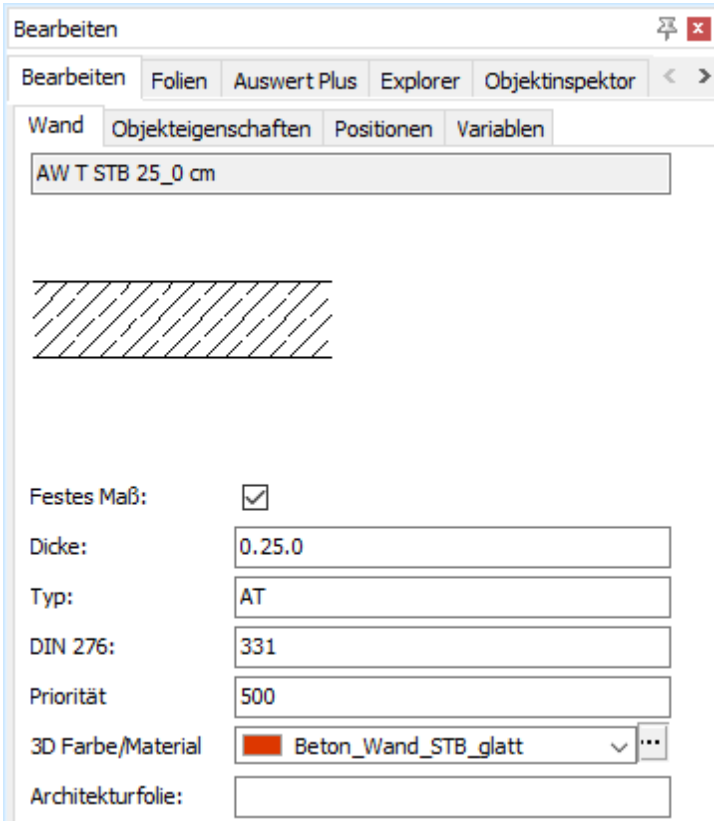 Bearbeiten
Bearbeiten Folien Auswert Plus Explorer Objektinspektor
Wand Objekteigenschaften Positionen Variablen
AW T STB 25_0 cm
Festes Maß:
Dicke: 0.25.0
Typ: AT
DIN 276: 331
Priorität 500
3D Farbe/Material Beton_Wand_STB_glatt ...
Architekturfolie: